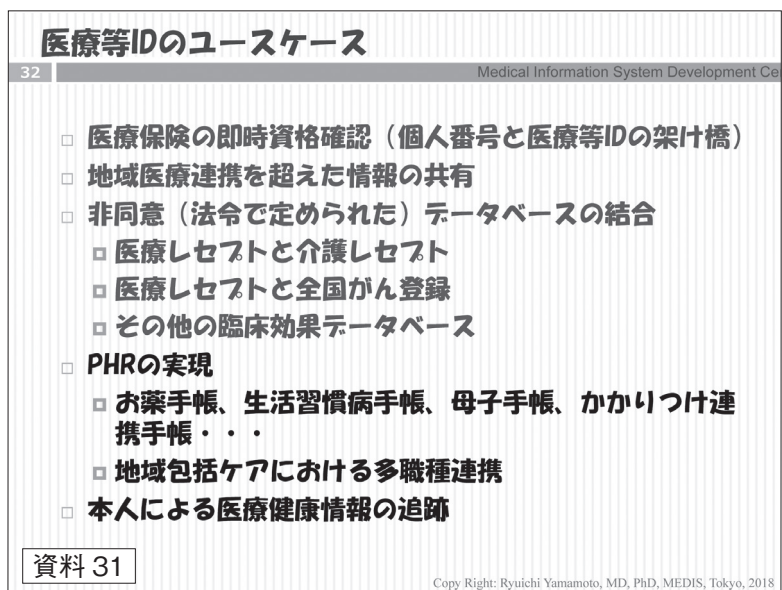 医療等IDのユースケース
32
Medical Information System Development Ce
□ 医療保険の即時資格確認（個人番号と医療等IDの架け橋）
□ 地域医療連携を超えた情報の共有
□ 非同意（法令で定められた）データベースの結合
□ 医療レセプトと介護レセプト
□ 医療レセプトと全国がん登録
□ その他の臨床効果データベース
□ PHRの実現
□ お薬手帳、生活習慣病手帳、母子手帳、かかりつけ連
携手帳・・・
□ 地域包括ケアにおける多職種連携
□ 本人による医療健康情報の追跡
資料 31
Copy Right: Ryuichi Yamamoto, MD, PhD, MEDIS, Tokyo, 2018